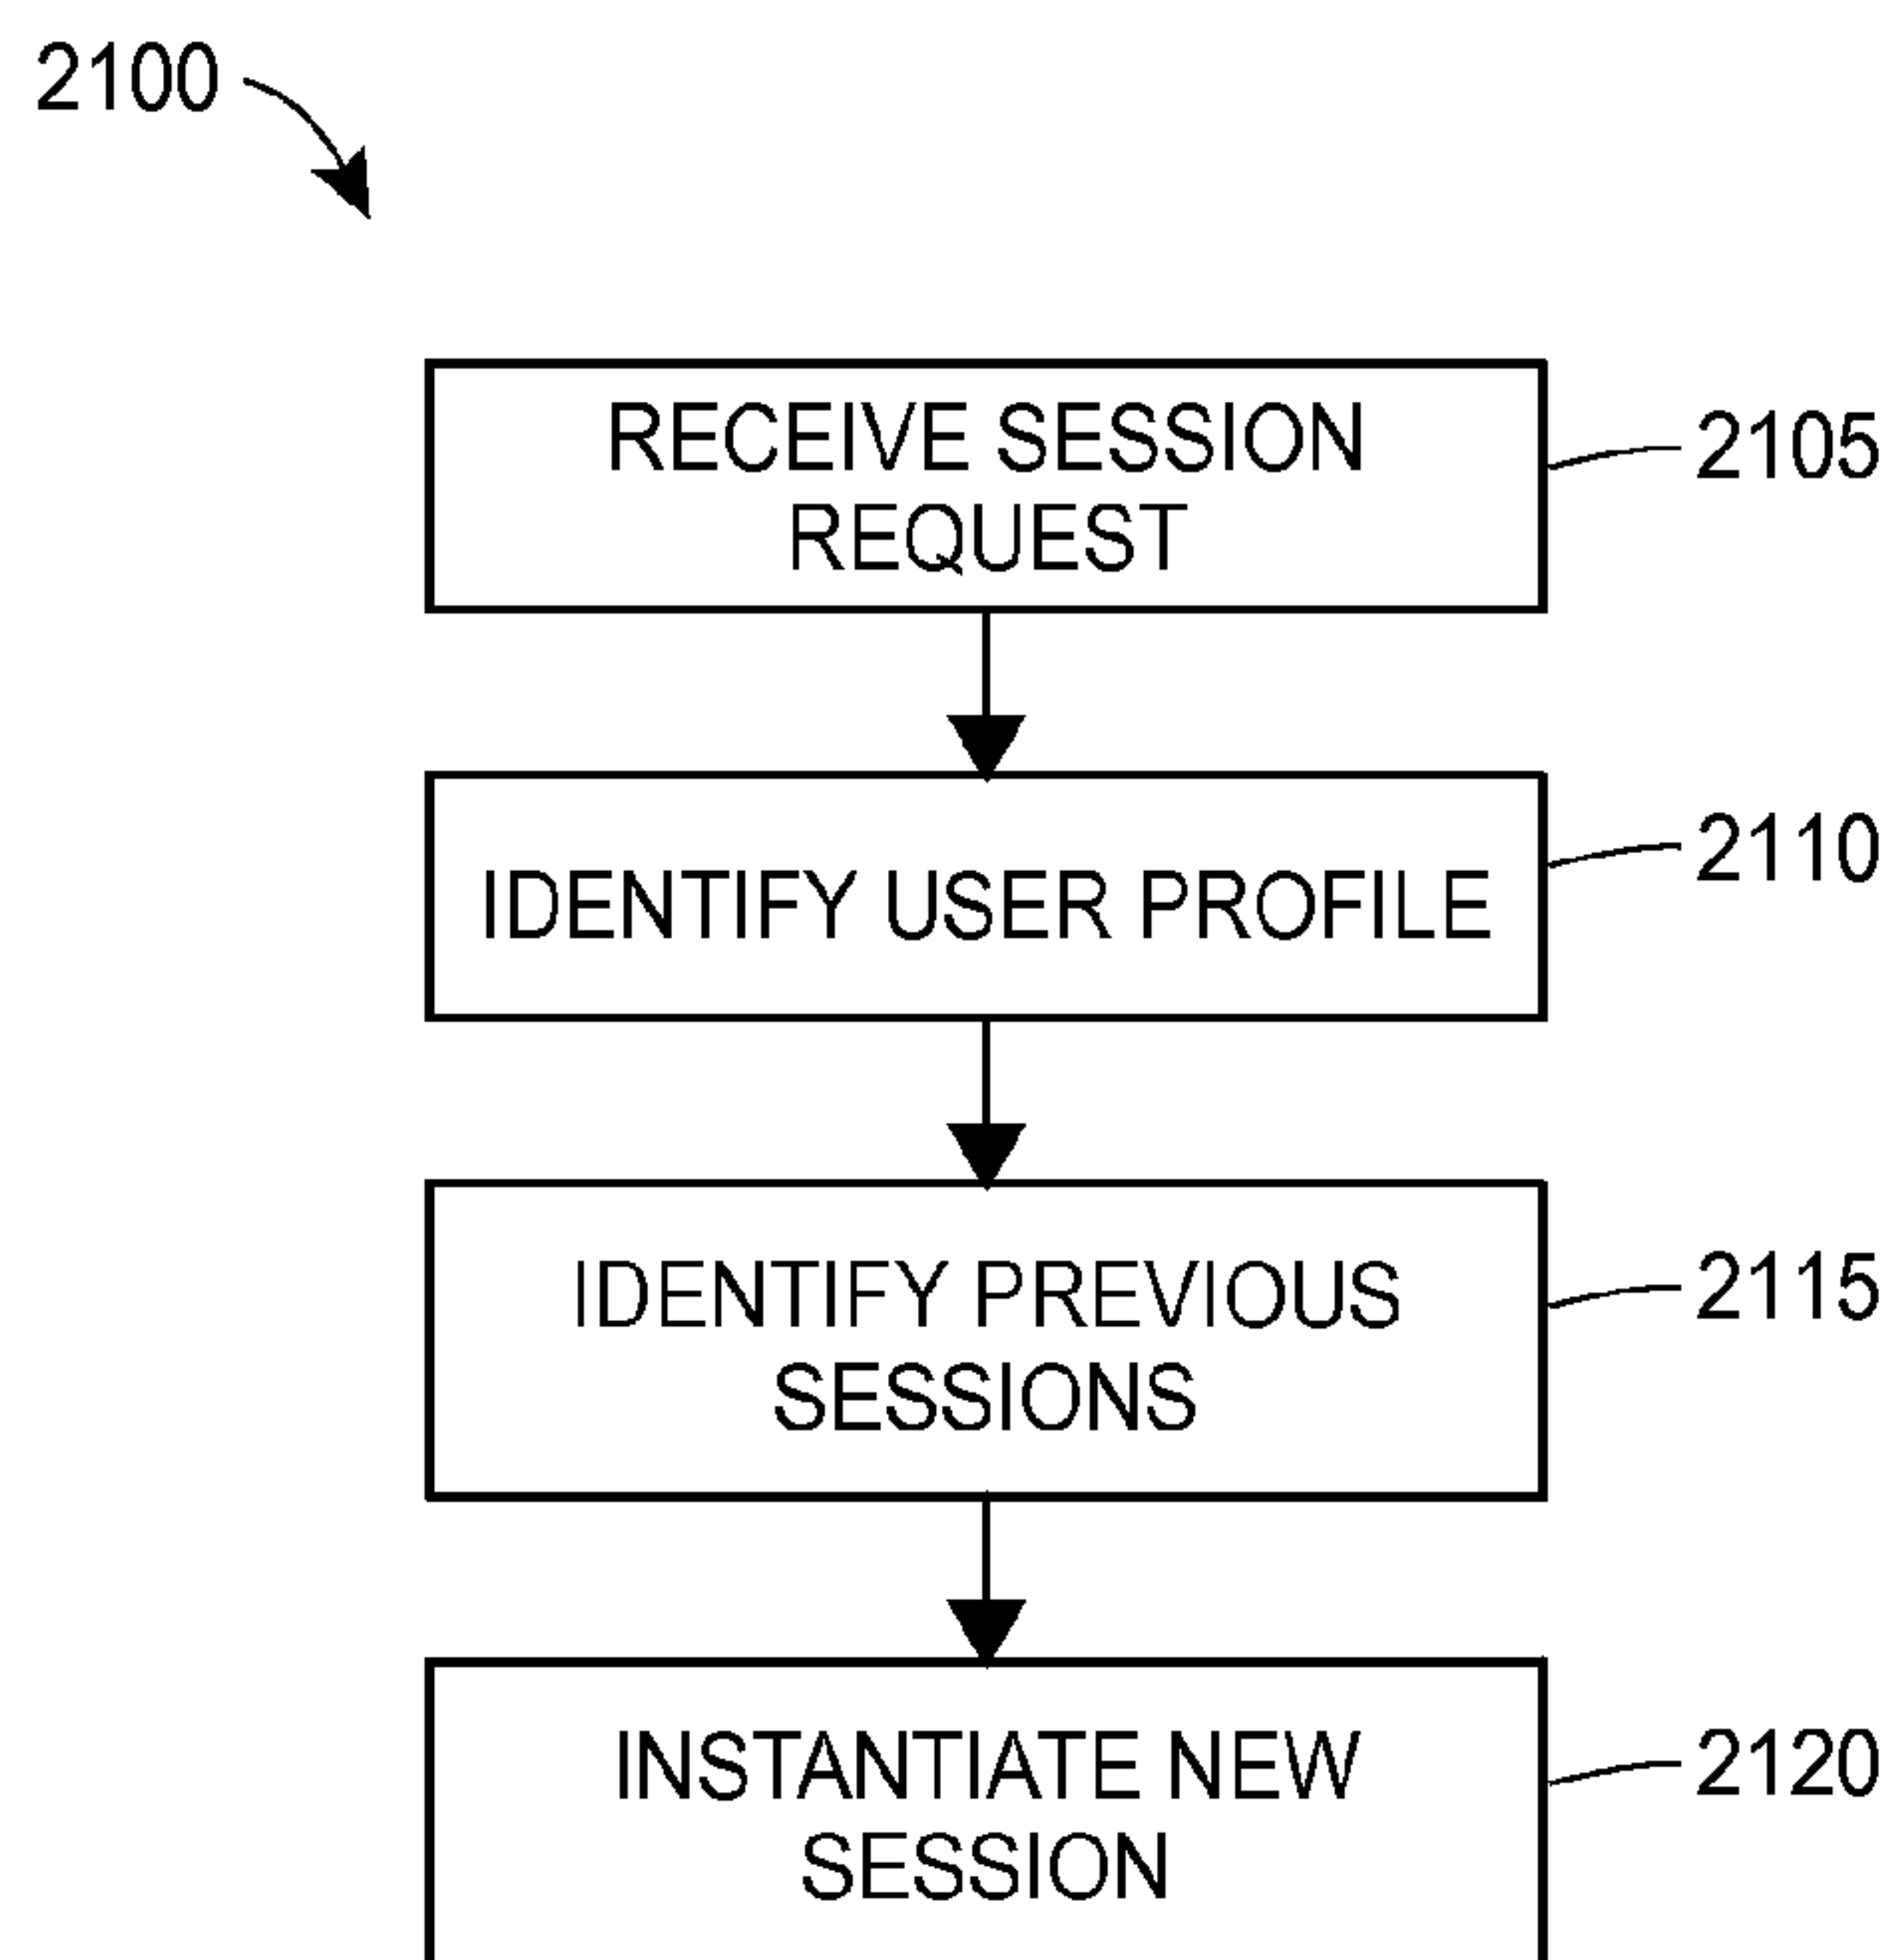 2100
RECEIVE SESSION
REQUEST
2105
IDENTIFY USER PROFILE
2110
IDENTIFY PREVIOUS
SESSIONS
2115
INSTANTIATE NEW
SESSION
2120